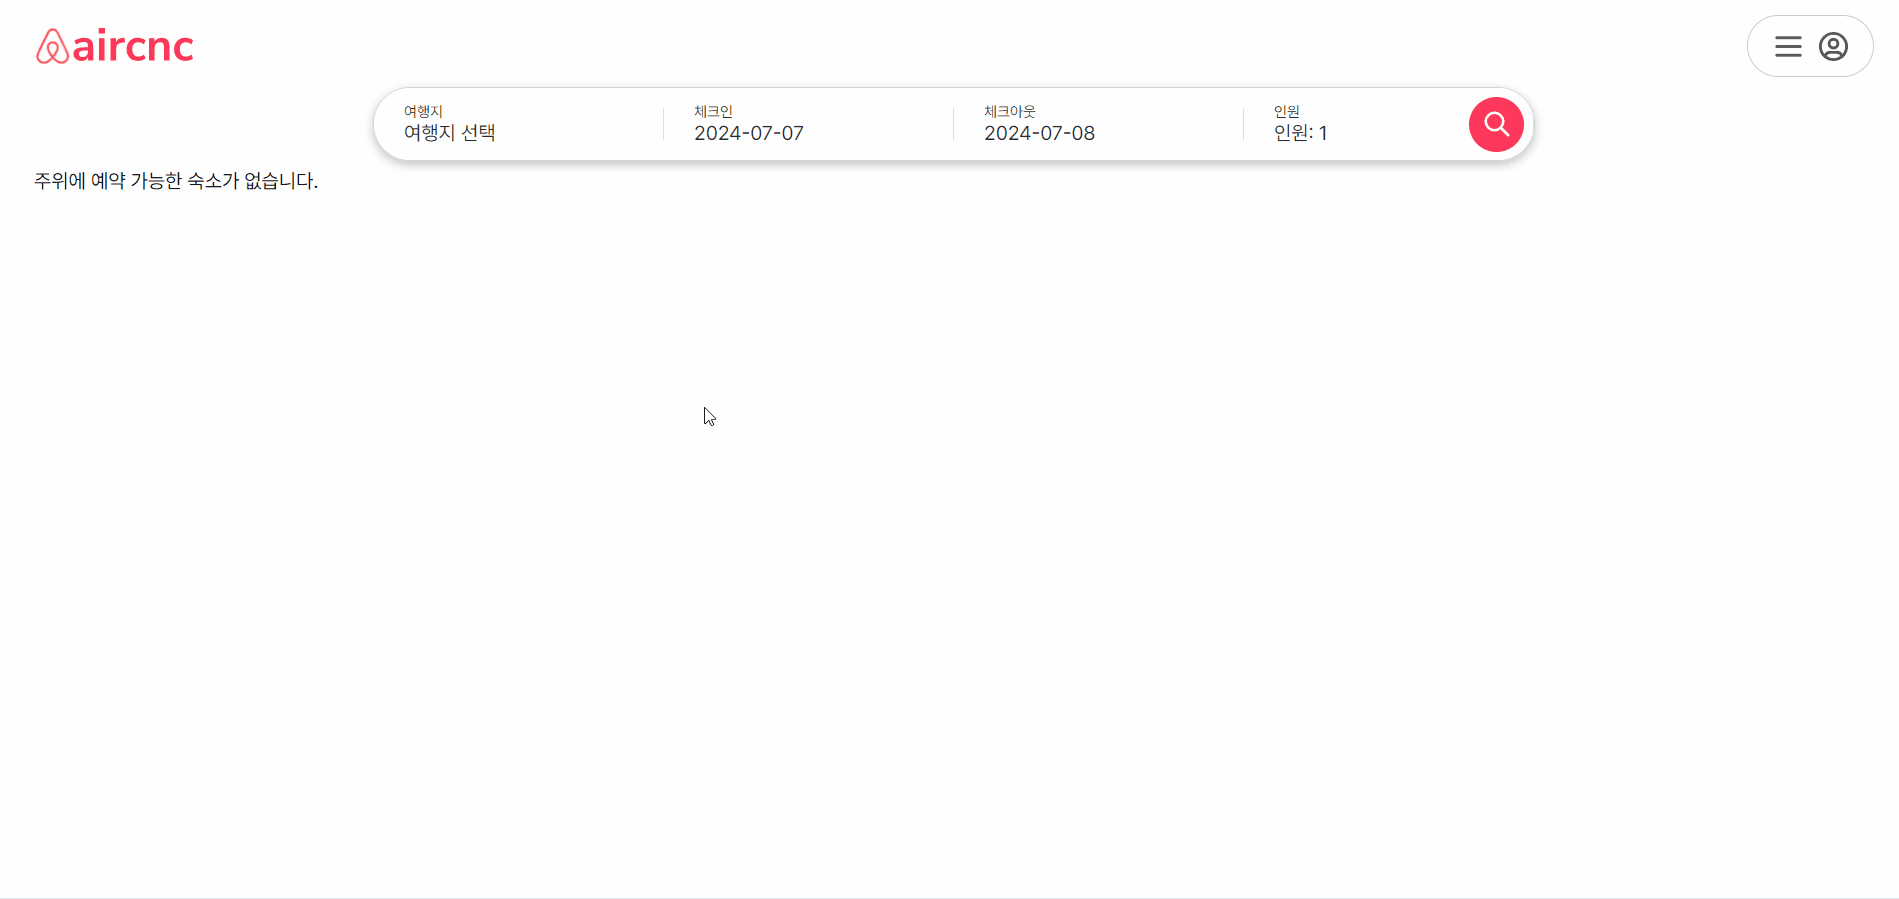 aircnc
여행지
여행지 선택
체크인
2024-07-07
체크아웃
2024-07-08
인원
인원: 1
주위에 예약 가능한 숙소가 없습니다.